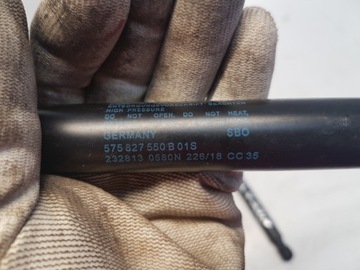 HIGH PRESSURE
DO NOT OPEN, DO NOT HEAT,
GERMANY SBO
575 827 550 B 01S
232813 0580N 226/18 CC 35